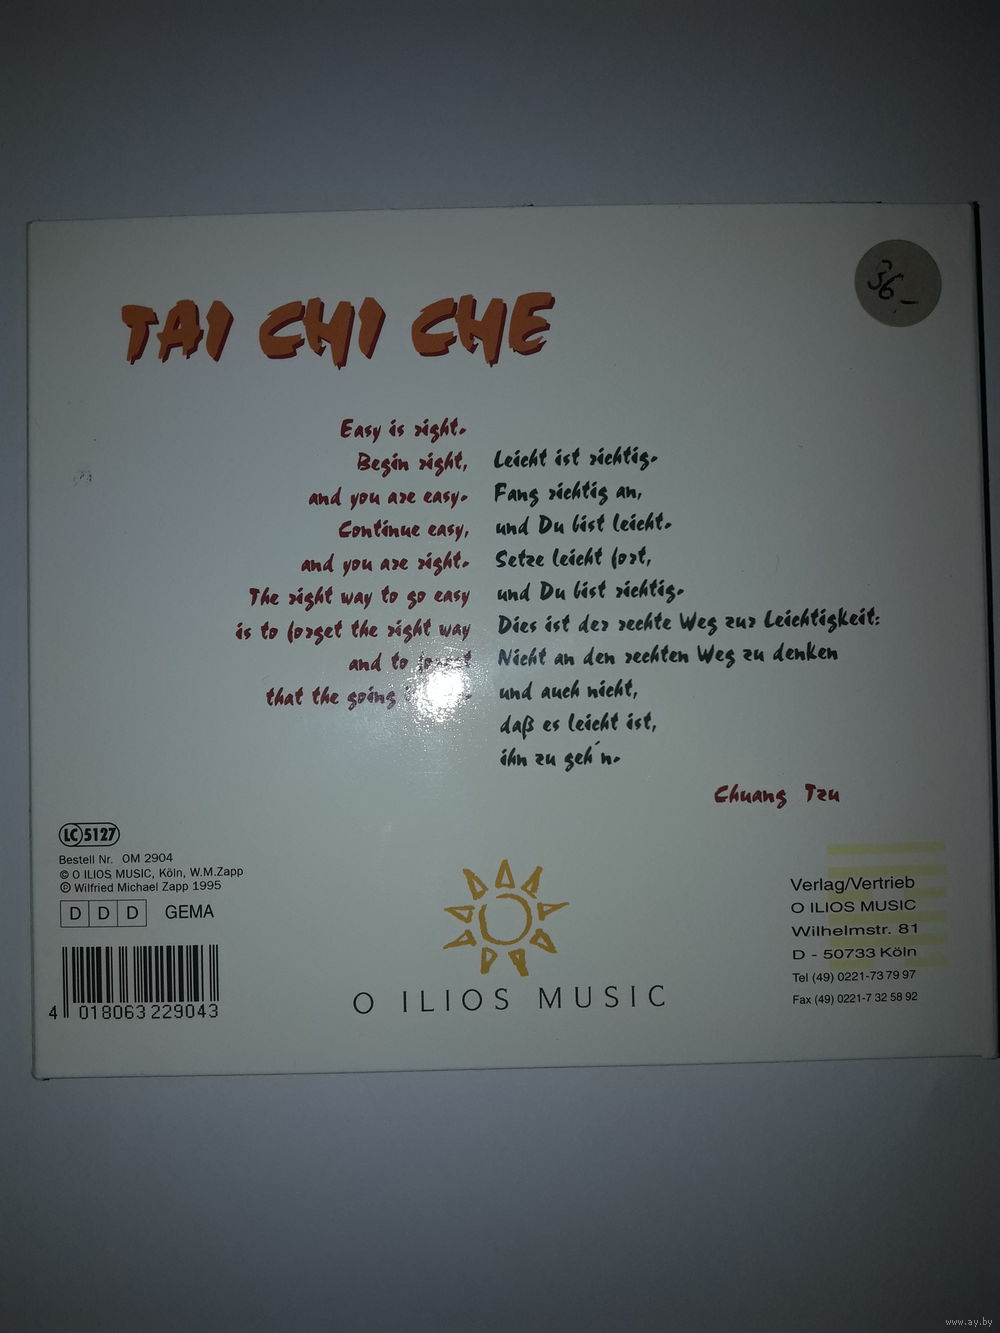 36.-
TAI CHI CHE
Easy is right.
Begin right,
and you are easy.
Continue easy,
and you are right.
The right way to go easy
is to forget the right way
and to forget
that the going
Leicht ist richtig.
Fang richtig an,
und Du bist leicht.
Setze leicht fort,
und Du bist richtig.
Dies ist der rechte Weg zur Leichtigkeit:
Nicht an den rechten Weg zu denken
und auch nicht,
daß es leicht ist,
ihn zu geh´n.
Chuang Tzu
LC 5127
Bestell Nr. OM 2904
© O ILIOS MUSIC, Köln, W.M.Zapp
℗ Wilfried Michael Zapp 1995
D D D GEMA
4 018063 229043
O ILIOS MUSIC
Verlag/Vertrieb
O ILIOS MUSIC
Wilhelmstr. 81
D - 50733 Köln
Tel (49) 0221-73 79 97
Fax (49) 0221-7 32 58 92
www.ay.by